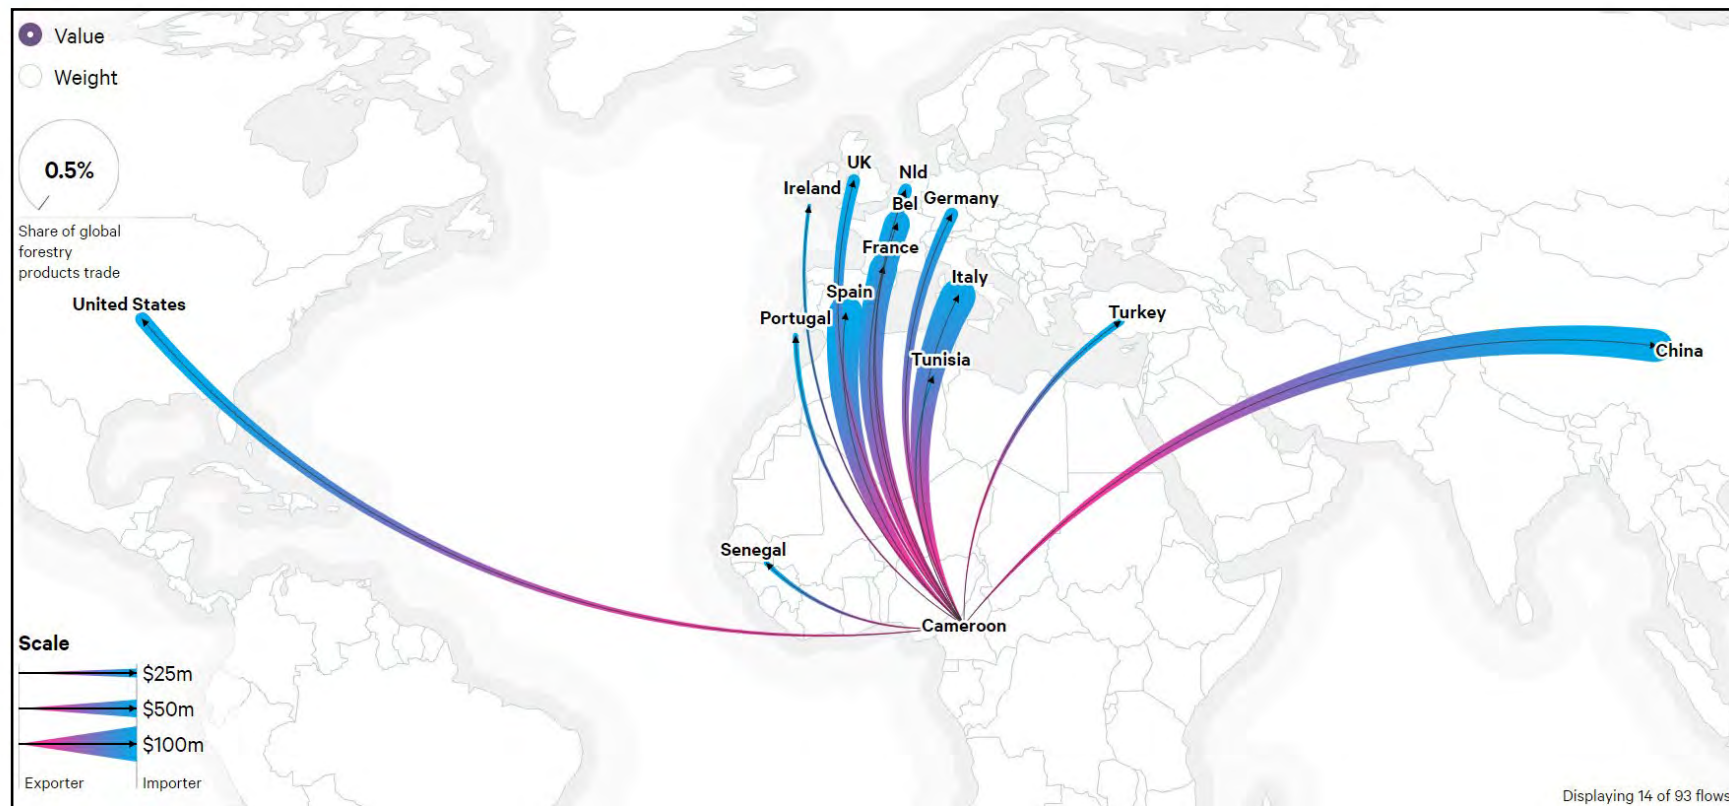 Value
Weight
0.5%
Share of global
forestry
products trade
United States
UK
Nld
Ireland
Bel
Germany
France
Italy
Spain
Portugal
Turkey
Tunisia
China
Senegal
Cameroon
Scale
$25m
$50m
$100m
Exporter
Importer
Displaying 14 of 93 flows